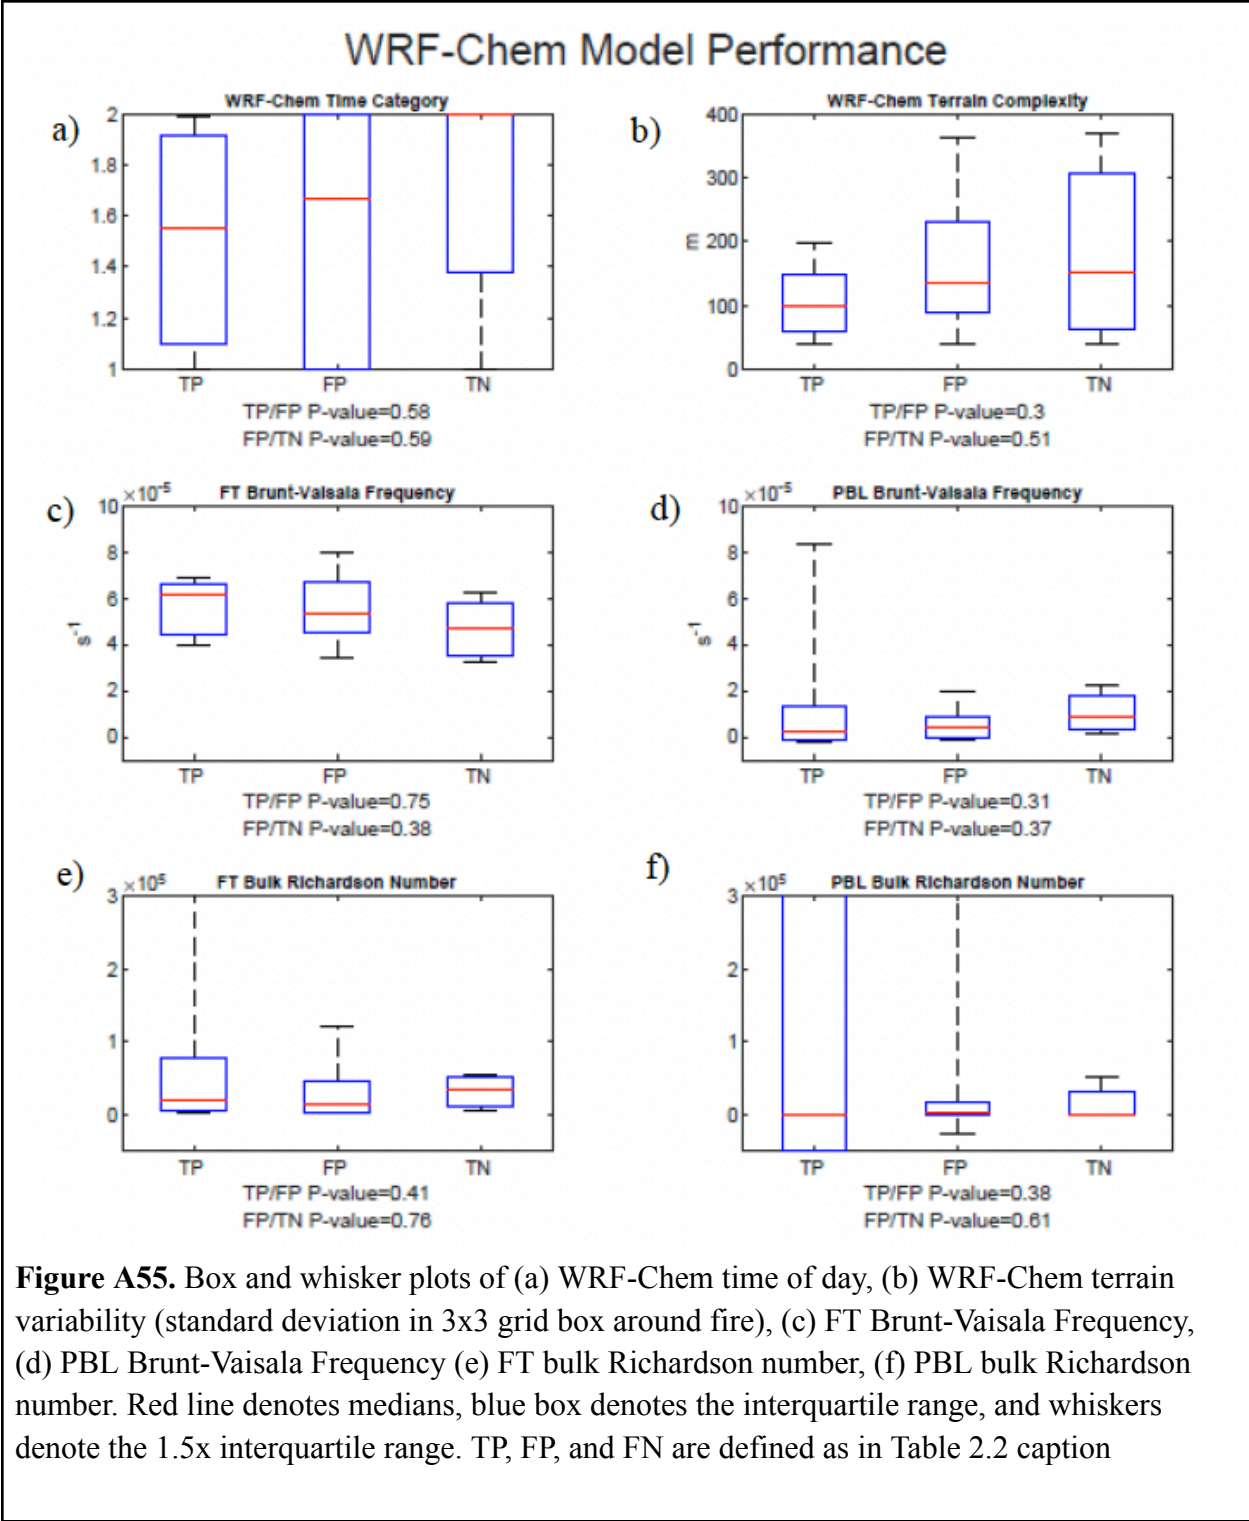 WRF-Chem Model Performance
a)
WRF-Chem Time Category
2
1.8
1.6
1.4
1.2
1
TP FP TN
TP/FP P-value=0.58
FP/TN P-value=0.59
b)
WRF-Chem Terrain Complexity
400
300
200
100
0
m
TP FP TN
TP/FP P-value=0.3
FP/TN P-value=0.51
c)
×10⁻⁵ FT Brunt-Vaisala Frequency
10
8
6
4
2
0
s⁻¹
TP FP TN
TP/FP P-value=0.75
FP/TN P-value=0.38
d)
×10⁻⁵ PBL Brunt-Vaisala Frequency
10
8
6
4
2
0
s⁻¹
TP FP TN
TP/FP P-value=0.31
FP/TN P-value=0.37
e)
×10⁵ FT Bulk Richardson Number
3
2
1
0
TP FP TN
TP/FP P-value=0.41
FP/TN P-value=0.76
f)
×10⁵ PBL Bulk Richardson Number
3
2
1
0
TP FP TN
TP/FP P-value=0.38
FP/TN P-value=0.61
Figure A55. Box and whisker plots of (a) WRF-Chem time of day, (b) WRF-Chem terrain
variability (standard deviation in 3x3 grid box around fire), (c) FT Brunt-Vaisala Frequency,
(d) PBL Brunt-Vaisala Frequency (e) FT bulk Richardson number, (f) PBL bulk Richardson
number. Red line denotes medians, blue box denotes the interquartile range, and whiskers
denote the 1.5x interquartile range. TP, FP, and FN are defined as in Table 2.2 caption